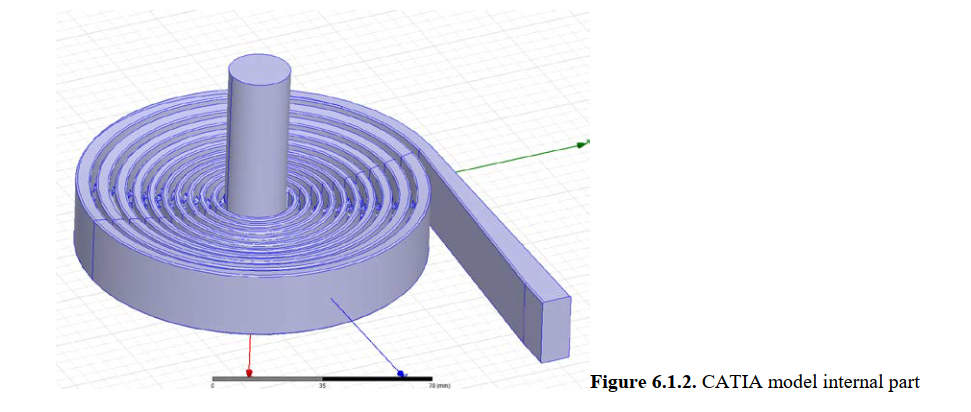 0 35 70 (mm)
Figure 6.1.2. CATIA model internal part